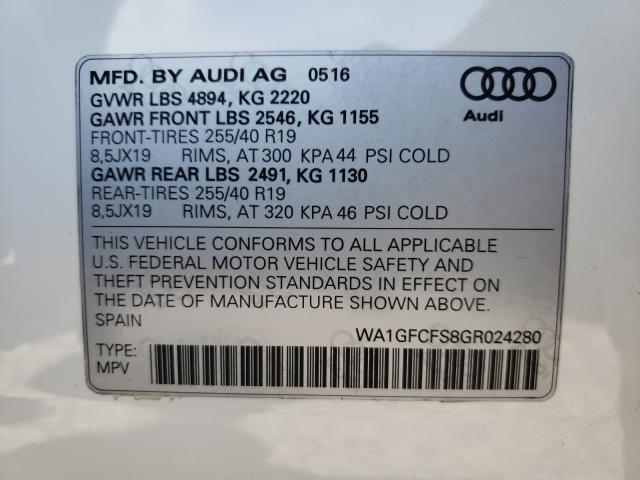 MFD. BY AUDI AG 0516
GVWR LBS 4894, KG 2220
GAWR FRONT LBS 2546, KG 1155
FRONT-TIRES 255/40 R19
8,5JX19 RIMS, AT 300 KPA 44 PSI COLD
GAWR REAR LBS 2491, KG 1130
REAR-TIRES 255/40 R19
8,5JX19 RIMS, AT 320 KPA 46 PSI COLD
Audi
THIS VEHICLE CONFORMS TO ALL APPLICABLE
U.S. FEDERAL MOTOR VEHICLE SAFETY AND
THEFT PREVENTION STANDARDS IN EFFECT ON
THE DATE OF MANUFACTURE SHOWN ABOVE.
SPAIN
WA1GFCFS8GR024280
TYPE:
MPV